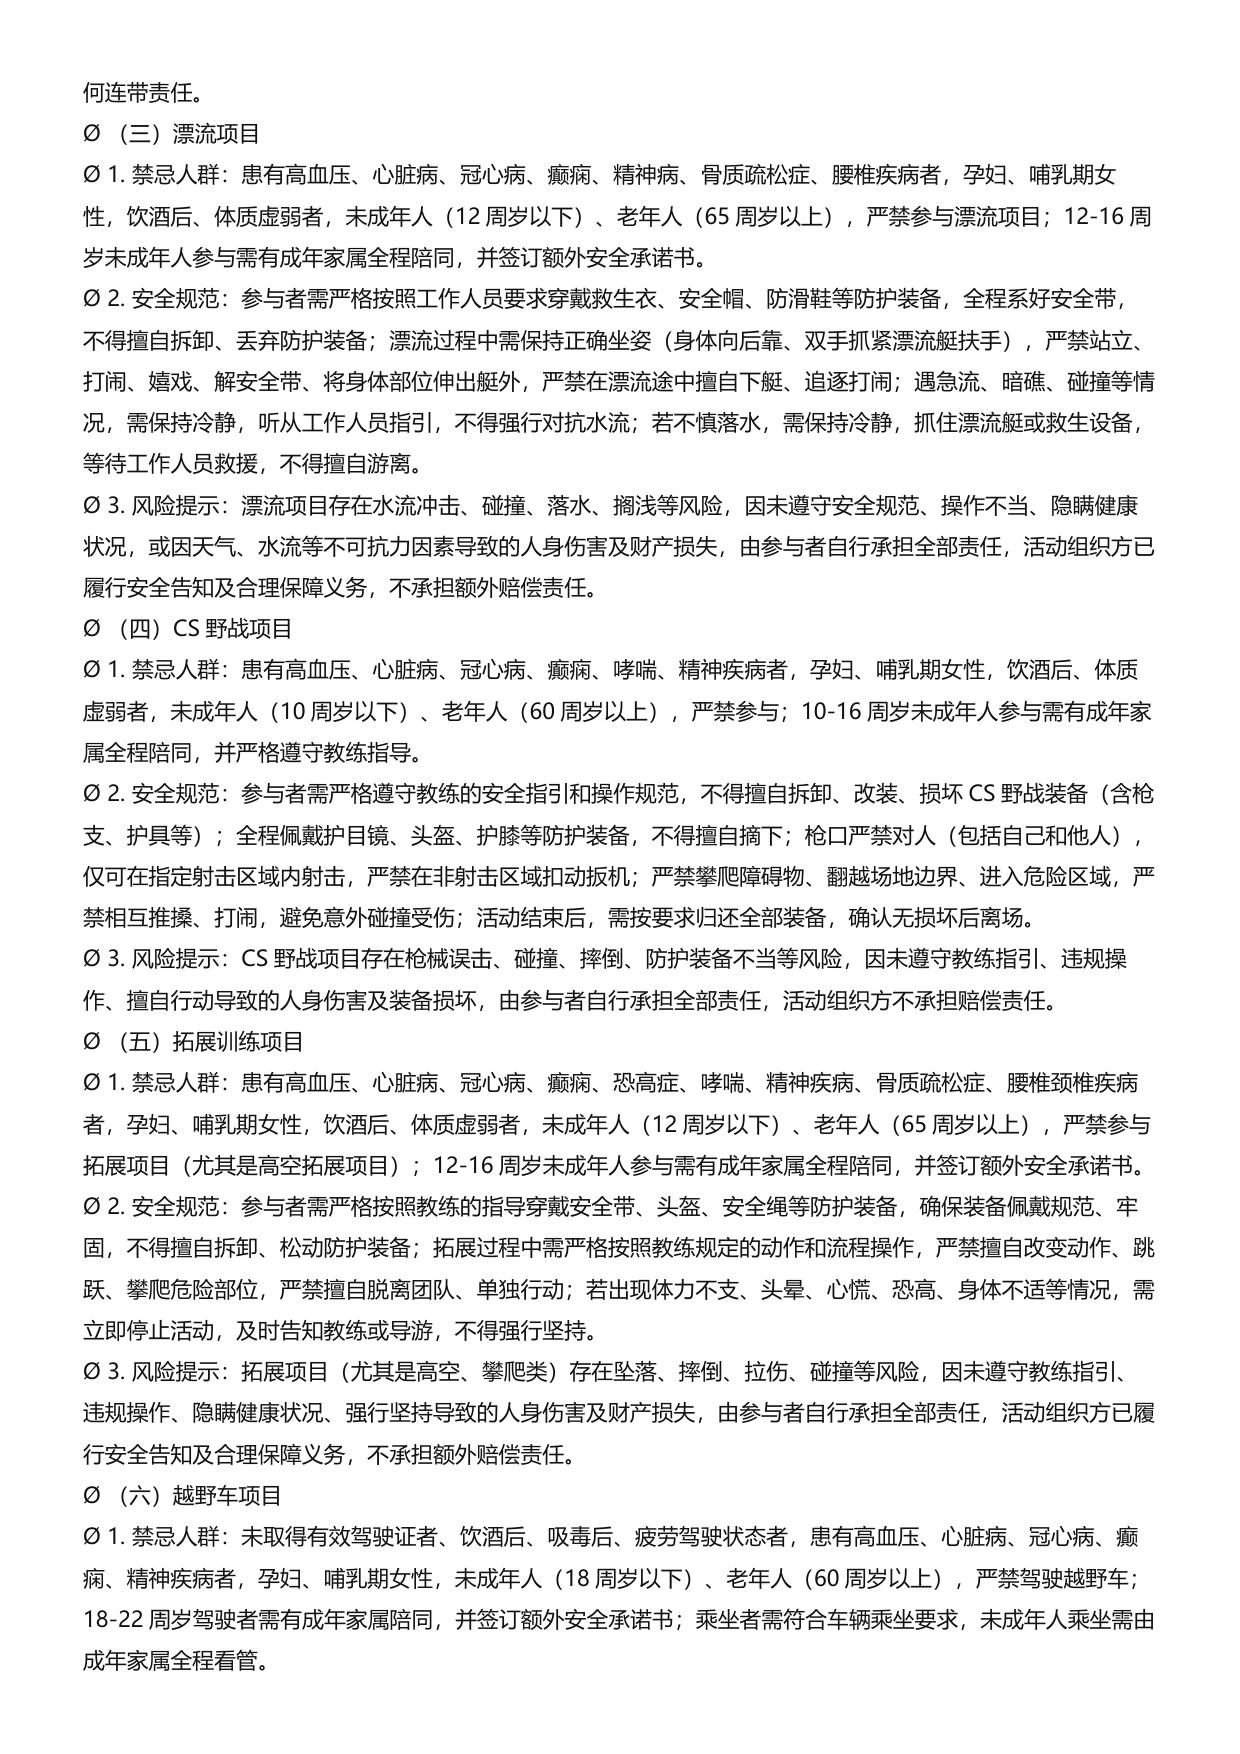 何连带责任。
Ø （三）漂流项目
Ø 1. 禁忌人群：患有高血压、心脏病、冠心病、癫痫、精神病、骨质疏松症、腰椎疾病者，孕妇、哺乳期女
性，饮酒后、体质虚弱者，未成年人（12 周岁以下）、老年人（65 周岁以上），严禁参与漂流项目；12-16 周
岁未成年人参与需有成年家属全程陪同，并签订额外安全承诺书。
Ø 2. 安全规范：参与者需严格按照工作人员要求穿戴救生衣、安全帽、防滑鞋等防护装备，全程系好安全带，
不得擅自拆卸、丢弃防护装备；漂流过程中需保持正确坐姿（身体向后靠、双手抓紧漂流艇扶手），严禁站立、
打闹、嬉戏、解安全带、将身体部位伸出艇外，严禁在漂流途中擅自下艇、追逐打闹；遇急流、暗礁、碰撞等情
况，需保持冷静，听从工作人员指引，不得强行对抗水流；若不慎落水，需保持冷静，抓住漂流艇或救生设备，
等待工作人员救援，不得擅自游离。
Ø 3. 风险提示：漂流项目存在水流冲击、碰撞、落水、搁浅等风险，因未遵守安全规范、操作不当、隐瞒健康
状况，或因天气、水流等不可抗力因素导致的人身伤害及财产损失，由参与者自行承担全部责任，活动组织方已
履行安全告知及合理保障义务，不承担额外赔偿责任。
Ø （四）CS 野战项目
Ø 1. 禁忌人群：患有高血压、心脏病、冠心病、癫痫、哮喘、精神疾病者，孕妇、哺乳期女性，饮酒后、体质
虚弱者，未成年人（10 周岁以下）、老年人（60 周岁以上），严禁参与；10-16 周岁未成年人参与需有成年家
属全程陪同，并严格遵守教练指导。
Ø 2. 安全规范：参与者需严格遵守教练的安全指引和操作规范，不得擅自拆卸、改装、损坏 CS 野战装备（含枪
支、护具等）；全程佩戴护目镜、头盔、护膝等防护装备，不得擅自摘下；枪口严禁对人（包括自己和他人），
仅可在指定射击区域内射击，严禁在非射击区域扣动扳机；严禁攀爬障碍物、翻越场地边界、进入危险区域，严
禁相互推搡、打闹，避免意外碰撞受伤；活动结束后，需按要求归还全部装备，确认无损坏后离场。
Ø 3. 风险提示：CS 野战项目存在枪械误击、碰撞、摔倒、防护装备不当等风险，因未遵守教练指引、违规操
作、擅自行动导致的人身伤害及装备损坏，由参与者自行承担全部责任，活动组织方不承担赔偿责任。
Ø （五）拓展训练项目
Ø 1. 禁忌人群：患有高血压、心脏病、冠心病、癫痫、恐高症、哮喘、精神疾病、骨质疏松症、腰椎颈椎疾病
者，孕妇、哺乳期女性，饮酒后、体质虚弱者，未成年人（12 周岁以下）、老年人（65 周岁以上），严禁参与
拓展项目（尤其是高空拓展项目）；12-16 周岁未成年人参与需有成年家属全程陪同，并签订额外安全承诺书。
Ø 2. 安全规范：参与者需严格按照教练的指导穿戴安全带、头盔、安全绳等防护装备，确保装备佩戴规范、牢
固，不得擅自拆卸、松动防护装备；拓展过程中需严格按照教练规定的动作和流程操作，严禁擅自改变动作、跳
跃、攀爬危险部位，严禁擅自脱离团队、单独行动；若出现体力不支、头晕、心慌、恐高、身体不适等情况，需
立即停止活动，及时告知教练或导游，不得强行坚持。
Ø 3. 风险提示：拓展项目（尤其是高空、攀爬类）存在坠落、摔倒、拉伤、碰撞等风险，因未遵守教练指引、
违规操作、隐瞒健康状况、强行坚持导致的人身伤害及财产损失，由参与者自行承担全部责任，活动组织方已履
行安全告知及合理保障义务，不承担额外赔偿责任。
Ø （六）越野车项目
Ø 1. 禁忌人群：未取得有效驾驶证者、饮酒后、吸毒后、疲劳驾驶状态者，患有高血压、心脏病、冠心病、癫
痫、精神疾病者，孕妇、哺乳期女性，未成年人（18 周岁以下）、老年人（60 周岁以上），严禁驾驶越野车；
18-22 周岁驾驶者需有成年家属陪同，并签订额外安全承诺书；乘坐者需符合车辆乘坐要求，未成年人乘坐需由
成年家属全程看管。